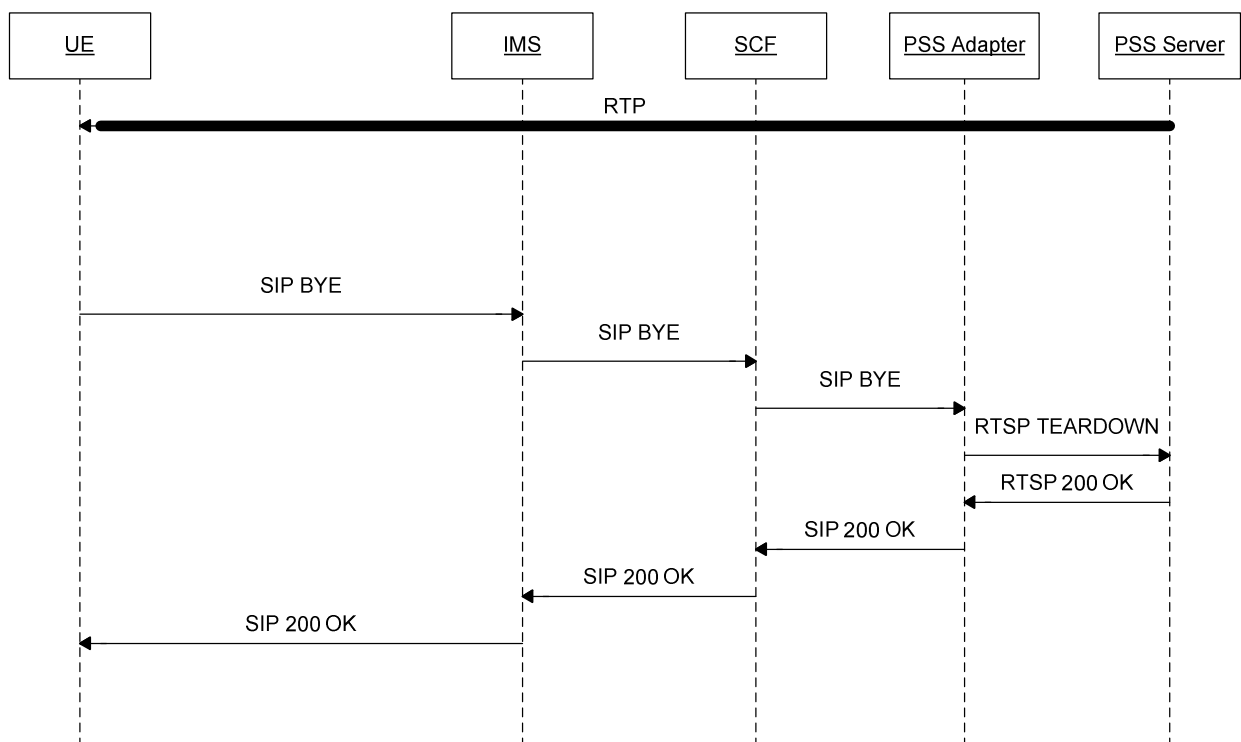 UE
IMS
SCF
PSS Adapter
PSS Server
RTP
SIP BYE
SIP BYE
SIP BYE
RTSP TEARDOWN
RTSP 200 OK
SIP 200 OK
SIP 200 OK
SIP 200 OK